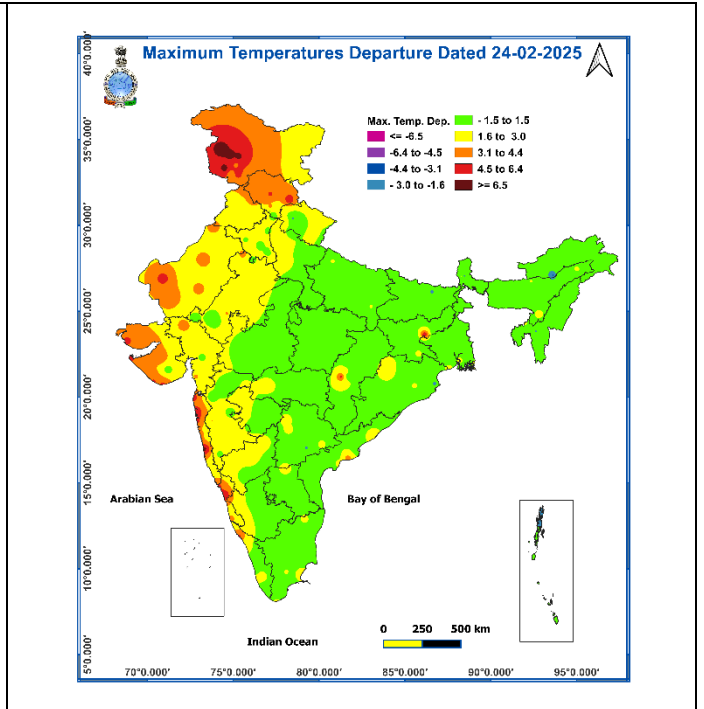 Maximum Temperatures Departure Dated 24-02-2025
Max. Temp. Dep.
<= -6.5
-6.4 to -4.5
-4.4 to -3.1
- 3.0 to -1.6
- 1.5 to 1.5
1.6 to 3.0
3.1 to 4.4
4.5 to 6.4
>= 6.5
40°0.000'
35°0.000'
30°0.000'
25°0.000'
20°0.000'
15°0.000'
10°0.000'
5°0.000'
Arabian Sea
Bay of Bengal
Indian Ocean
0 250 500 km
70°0.000' 75°0.000' 80°0.000' 85°0.000' 90°0.000' 95°0.000'